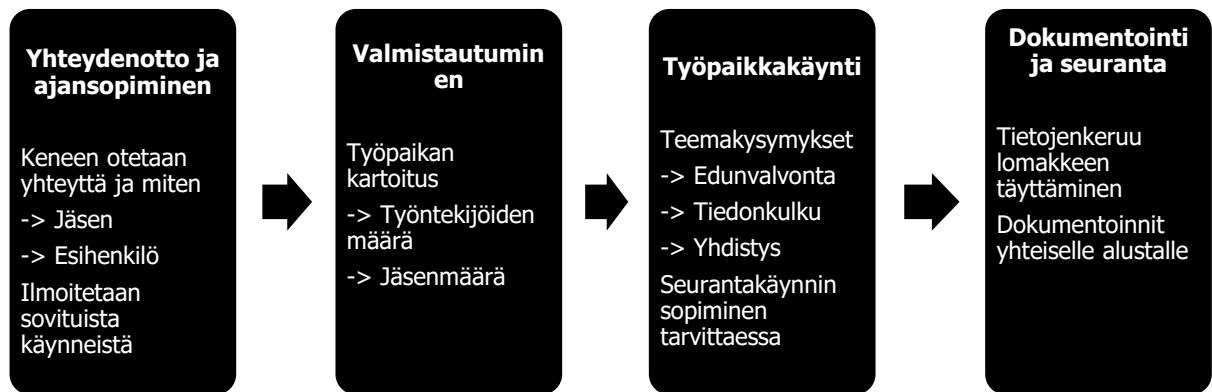 Yhteydenotto ja
ajansopiminen
Keneen otetaan
yhteyttä ja miten
-> Jäsen
-> Esihenkilö
Ilmoitetaan
sovituista
käynneistä
Valmistautumin
en
Työpaikan
kartoitus
-> Työntekijöiden
määrä
-> Jäsenmäärä
Työpaikkakäynti
Teemakysymykset
-> Edunvalvonta
-> Tiedonkulku
-> Yhdistys
Seurantakäynnin
sopiminen
tarvittaessa
Dokumentointi
ja seuranta
Tietojenkeruu
lomakkeen
täyttäminen
Dokumentoinnit
yhteiselle alustalle